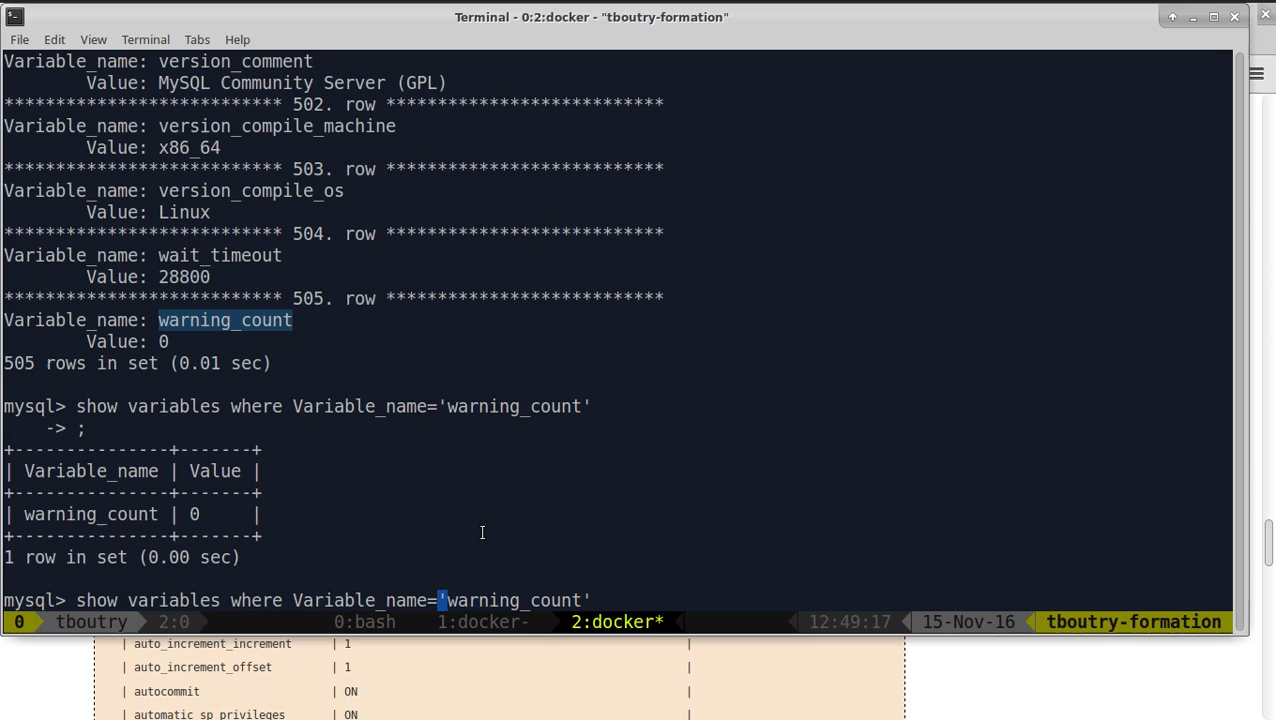 Terminal - 0:2:docker - "tboutry-formation"
File Edit View Terminal Tabs Help
Variable_name: version_comment
Value: MySQL Community Server (GPL)
*************************** 502. row ***************************
Variable_name: version_compile_machine
Value: x86_64
*************************** 503. row ***************************
Variable_name: version_compile_os
Value: Linux
*************************** 504. row ***************************
Variable_name: wait_timeout
Value: 28800
*************************** 505. row ***************************
Variable_name: warning_count
Value: 0
505 rows in set (0.01 sec)
mysql> show variables where Variable_name='warning_count'
-> ;
+---------------+-------+
| Variable_name | Value |
+---------------+-------+
| warning_count | 0     |
+---------------+-------+
1 row in set (0.00 sec)
mysql> show variables where Variable_name='warning_count'
0 tboutry 2:0 0:bash 1:docker- 2:docker* 12:49:17 15-Nov-16 tboutry-formation
| auto_increment_increment | 1 |
| auto_increment_offset | 1 |
| autocommit | ON |
| automatic_sp_privileges | ON |